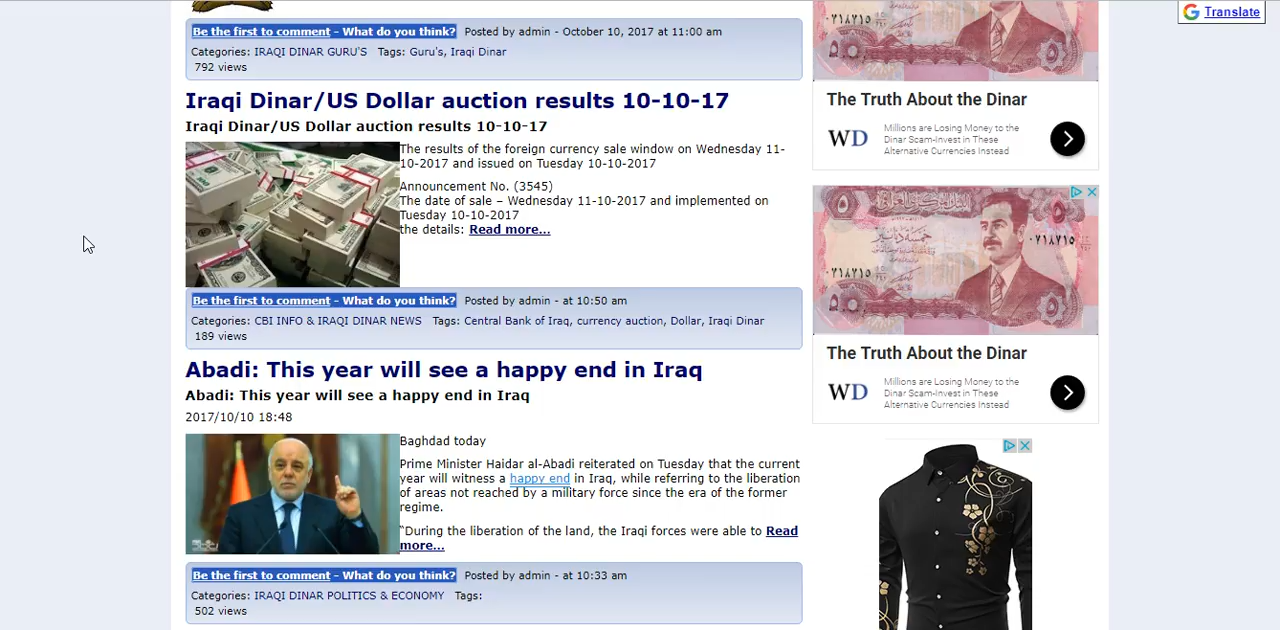 Translate
Be the first to comment - What do you think? Posted by admin - October 10, 2017 at 11:00 am
Categories: IRAQI DINAR GURU'S Tags: Guru's, Iraqi Dinar
792 views
Iraqi Dinar/US Dollar auction results 10-10-17
Iraqi Dinar/US Dollar auction results 10-10-17
The results of the foreign currency sale window on Wednesday 11-
10-2017 and issued on Tuesday 10-10-2017
Announcement No. (3545)
The date of sale – Wednesday 11-10-2017 and implemented on
Tuesday 10-10-2017
the details: Read more...
Be the first to comment - What do you think? Posted by admin - at 10:50 am
Categories: CBI INFO & IRAQI DINAR NEWS Tags: Central Bank of Iraq, currency auction, Dollar, Iraqi Dinar
189 views
Abadi: This year will see a happy end in Iraq
Abadi: This year will see a happy end in Iraq
2017/10/10 18:48
Baghdad today
Prime Minister Haidar al-Abadi reiterated on Tuesday that the current
year will witness a happy end in Iraq, while referring to the liberation
of areas not reached by a military force since the era of the former
regime.
“During the liberation of the land, the Iraqi forces were able to Read
more...
Be the first to comment - What do you think? Posted by admin - at 10:33 am
Categories: IRAQI DINAR POLITICS & ECONOMY Tags:
502 views
٠٧١٨٧١٥
The Truth About the Dinar
WD
Millions are Losing Money to the
Dinar Scam-Invest in These
Alternative Currencies Instead
٠٧١٨٧١٥
٠٧١٨٧١٥
The Truth About the Dinar
WD
Millions are Losing Money to the
Dinar Scam-Invest in These
Alternative Currencies Instead